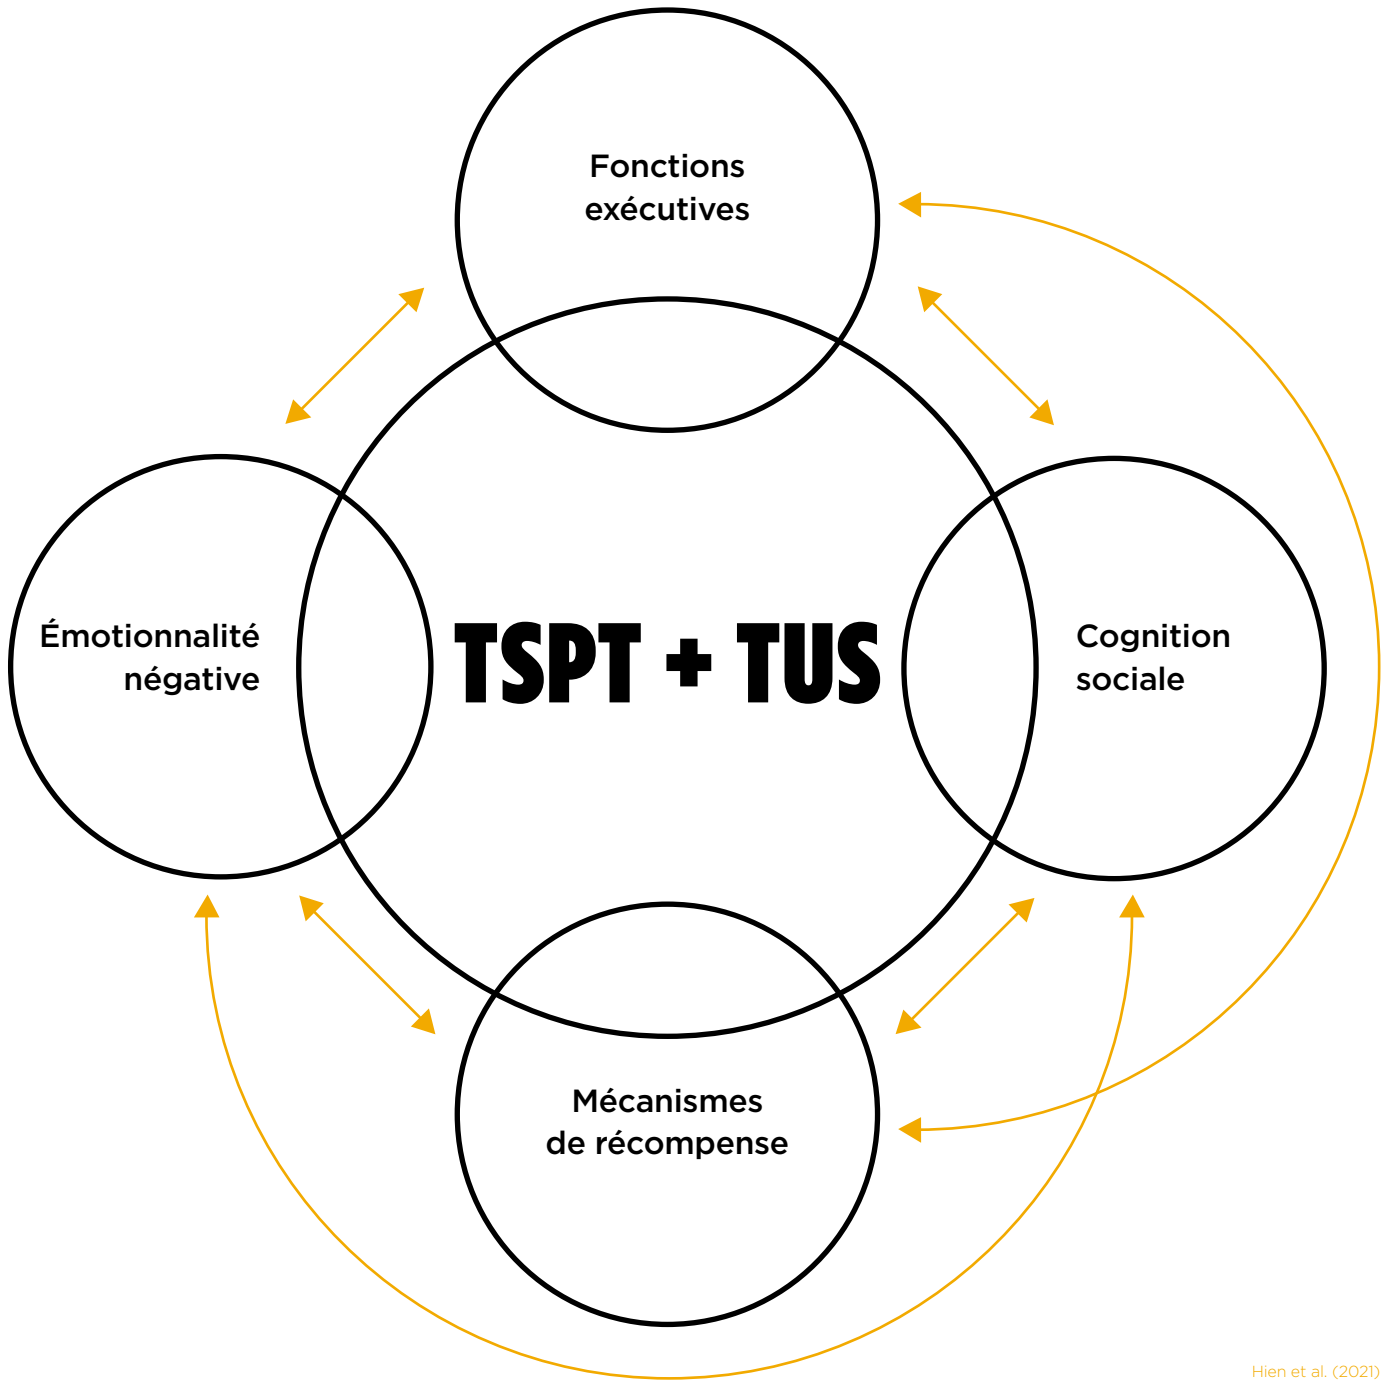 Fonctions
exécutives
Émotionnalité
négative
TSPT + TUS
Cognition
sociale
Mécanismes
de récompense
Hien et al. (2021)